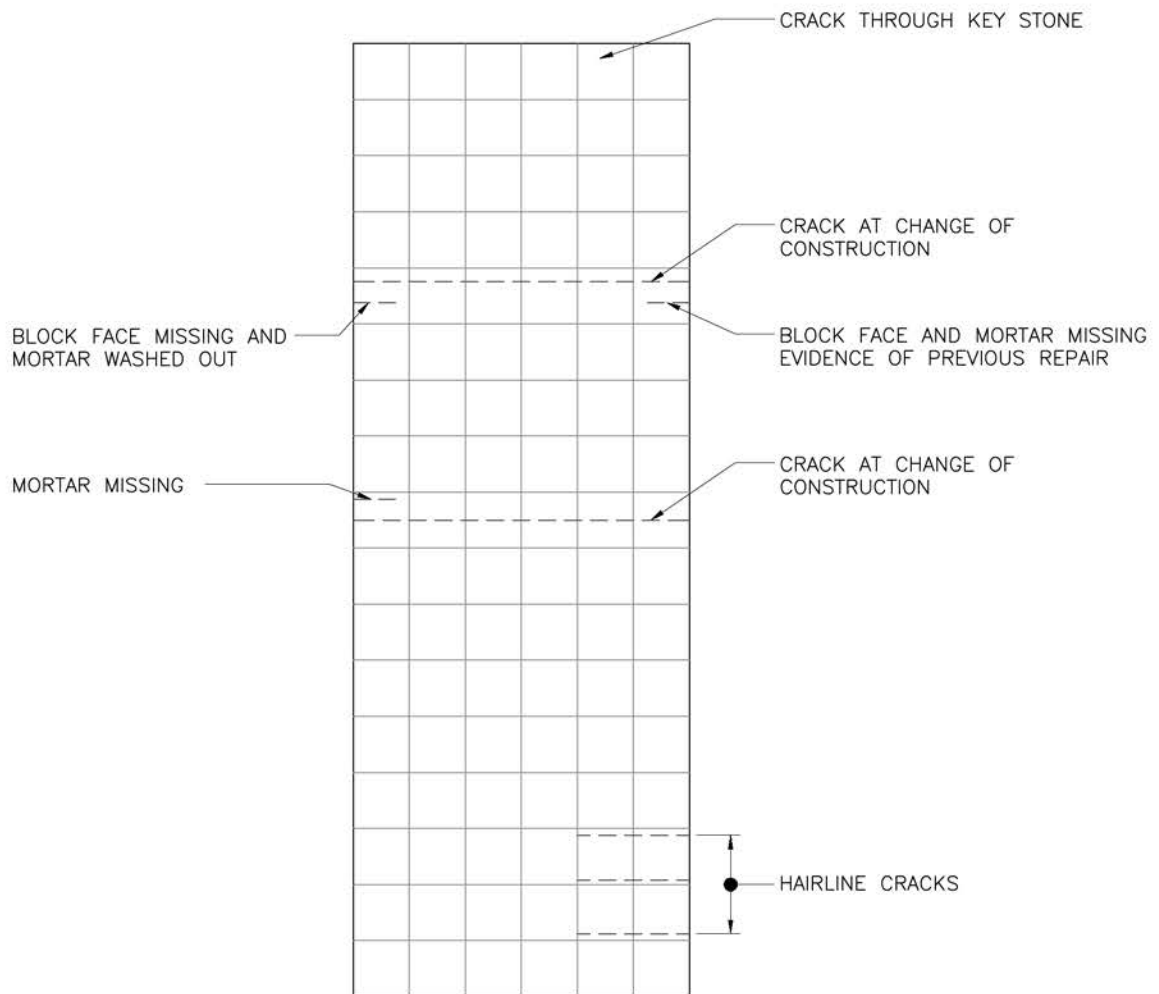 CRACK THROUGH KEY STONE
CRACK AT CHANGE OF
CONSTRUCTION
BLOCK FACE MISSING AND
MORTAR WASHED OUT
BLOCK FACE AND MORTAR MISSING
EVIDENCE OF PREVIOUS REPAIR
CRACK AT CHANGE OF
CONSTRUCTION
MORTAR MISSING
HAIRLINE CRACKS